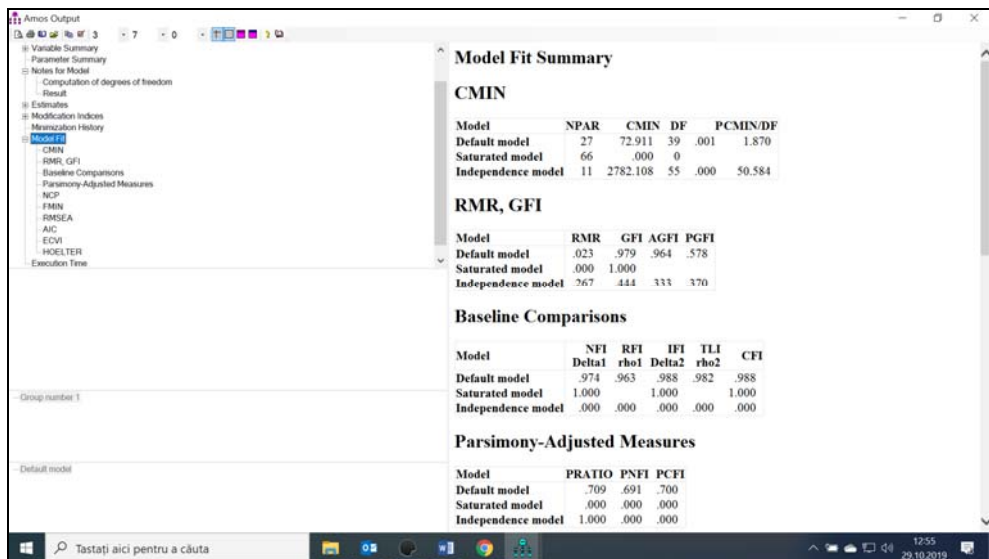 Amos Output
3 7 0
Variable Summary
Parameter Summary
Notes for Model
Computation of degrees of freedom
Result
Estimates
Modification Indices
Minimization History
Model Fit
CMIN
RMR, GFI
Baseline Comparisons
Parsimony-Adjusted Measures
NCP
FMIN
RMSEA
AIC
ECVI
HOELTER
Execution Time
Group number 1
Default model
Model Fit Summary
CMIN
Model NPAR CMIN DF PCMIN/DF
Default model 27 72.911 39 .001 1.870
Saturated model 66 .000 0
Independence model 11 2782.108 55 .000 50.584
RMR, GFI
Model RMR GFI AGFI PGFI
Default model .023 .979 .964 .578
Saturated model .000 1.000
Independence model .267 .444 .333 .370
Baseline Comparisons
Model NFI RFI IFI TLI CFI
Delta1 rho1 Delta2 rho2
Default model .974 .963 .988 .982 .988
Saturated model 1.000 1.000 1.000
Independence model .000 .000 .000 .000 .000
Parsimony-Adjusted Measures
Model PRATIO PNFI PCFI
Default model .709 .691 .700
Saturated model .000 .000 .000
Independence model 1.000 .000 .000
Tastați aici pentru a căuta
12:55
29.10.2019